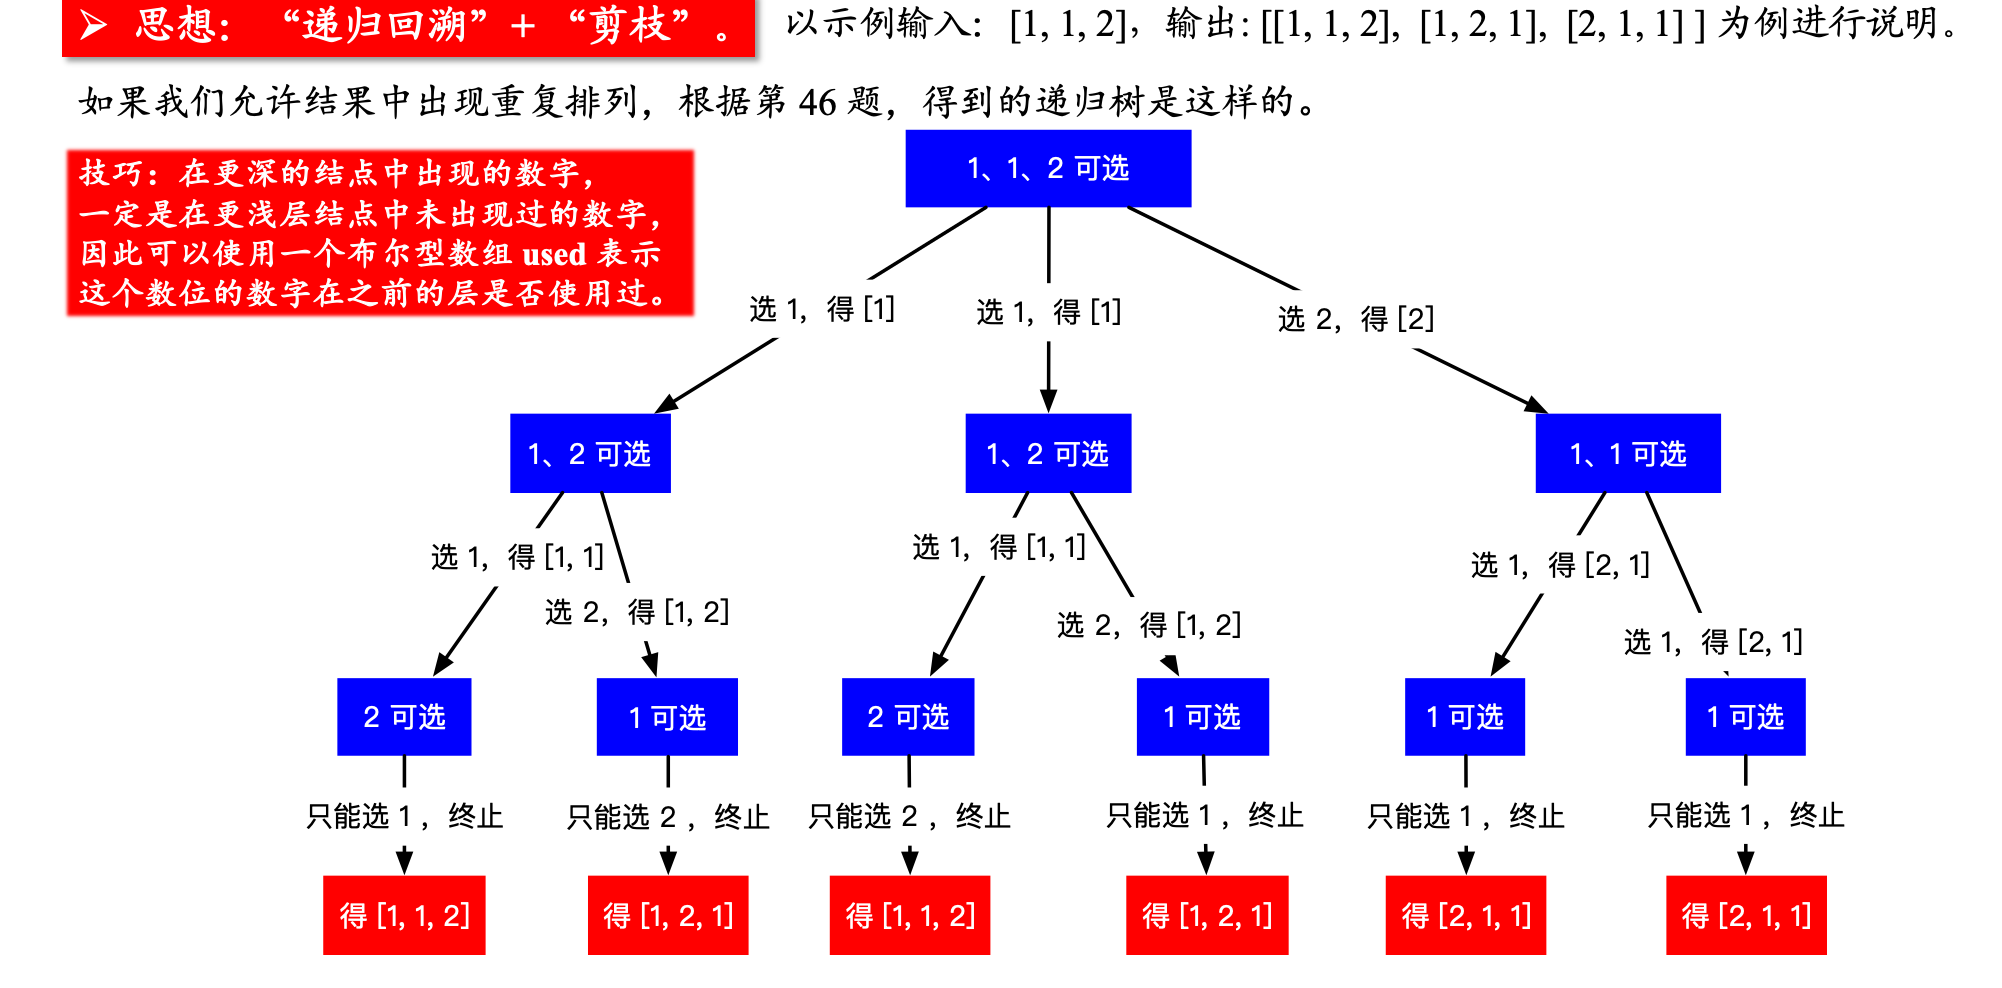 ➢ 思想：“递归回溯”+“剪枝”。
以示例输入：[1, 1, 2]，输出: [[1, 1, 2], [1, 2, 1], [2, 1, 1] ] 为例进行说明。
如果我们允许结果中出现重复排列，根据第 46 题，得到的递归树是这样的。
技巧：在更深的结点中出现的数字，
一定是在更浅层结点中未出现过的数字，
因此可以使用一个布尔型数组 used 表示
这个数位的数字在之前的层是否使用过。
1、1、2 可选
选 1，得 [1]
选 1，得 [1]
选 2，得 [2]
1、2 可选
1、2 可选
1、1 可选
选 1，得 [1, 1]
选 2，得 [1, 2]
选 1，得 [1, 1]
选 2，得 [1, 2]
选 1，得 [2, 1]
选 1，得 [2, 1]
2 可选
1 可选
2 可选
1 可选
1 可选
1 可选
只能选 1 ，终止
只能选 2 ，终止
只能选 2 ，终止
只能选 1 ，终止
只能选 1 ，终止
只能选 1 ，终止
得 [1, 1, 2]
得 [1, 2, 1]
得 [1, 1, 2]
得 [1, 2, 1]
得 [2, 1, 1]
得 [2, 1, 1]